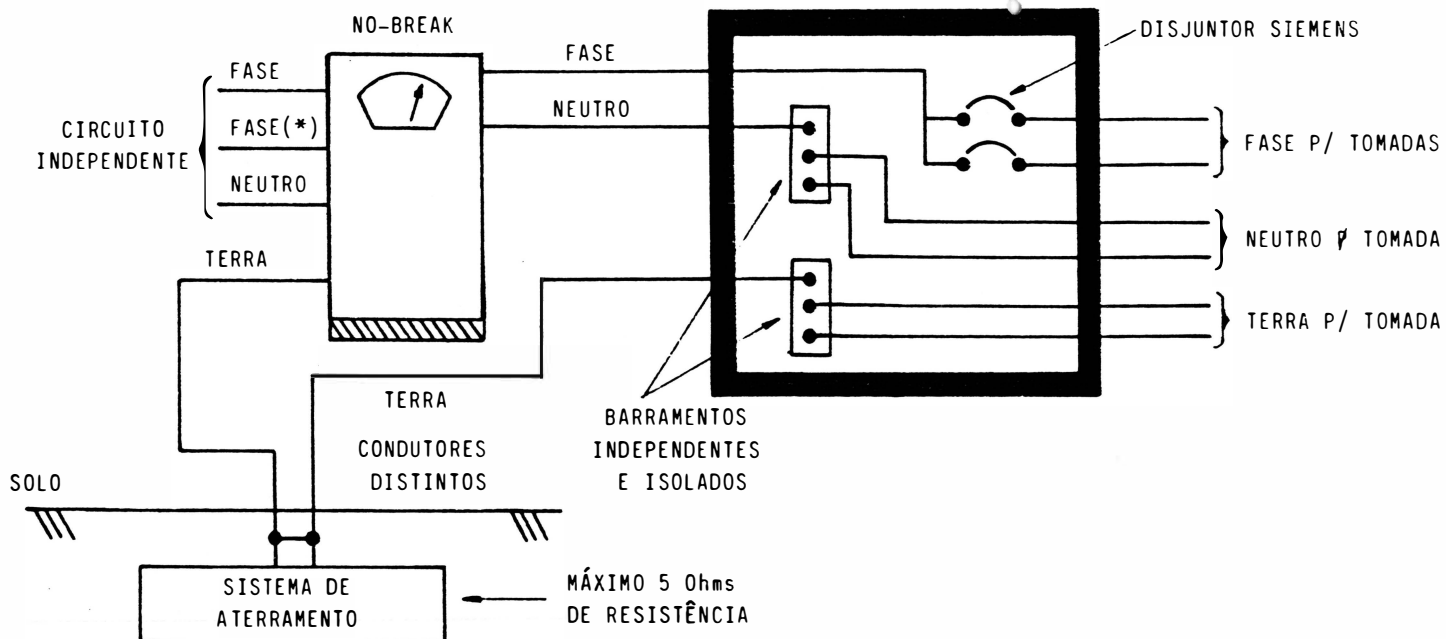 NO-BREAK
DISJUNTOR SIEMENS
FASE
FASE
NEUTRO
CIRCUITO
INDEPENDENTE
FASE(*)
NEUTRO
TERRA
FASE P/ TOMADAS
NEUTRO P TOMADA
TERRA P/ TOMADA
TERRA
CONDUTORES
DISTINTOS
BARRAMENTOS
INDEPENDENTES
E ISOLADOS
SOLO
SISTEMA DE
ATERRAMENTO
MÁXIMO 5 Ohms
DE RESISTÊNCIA